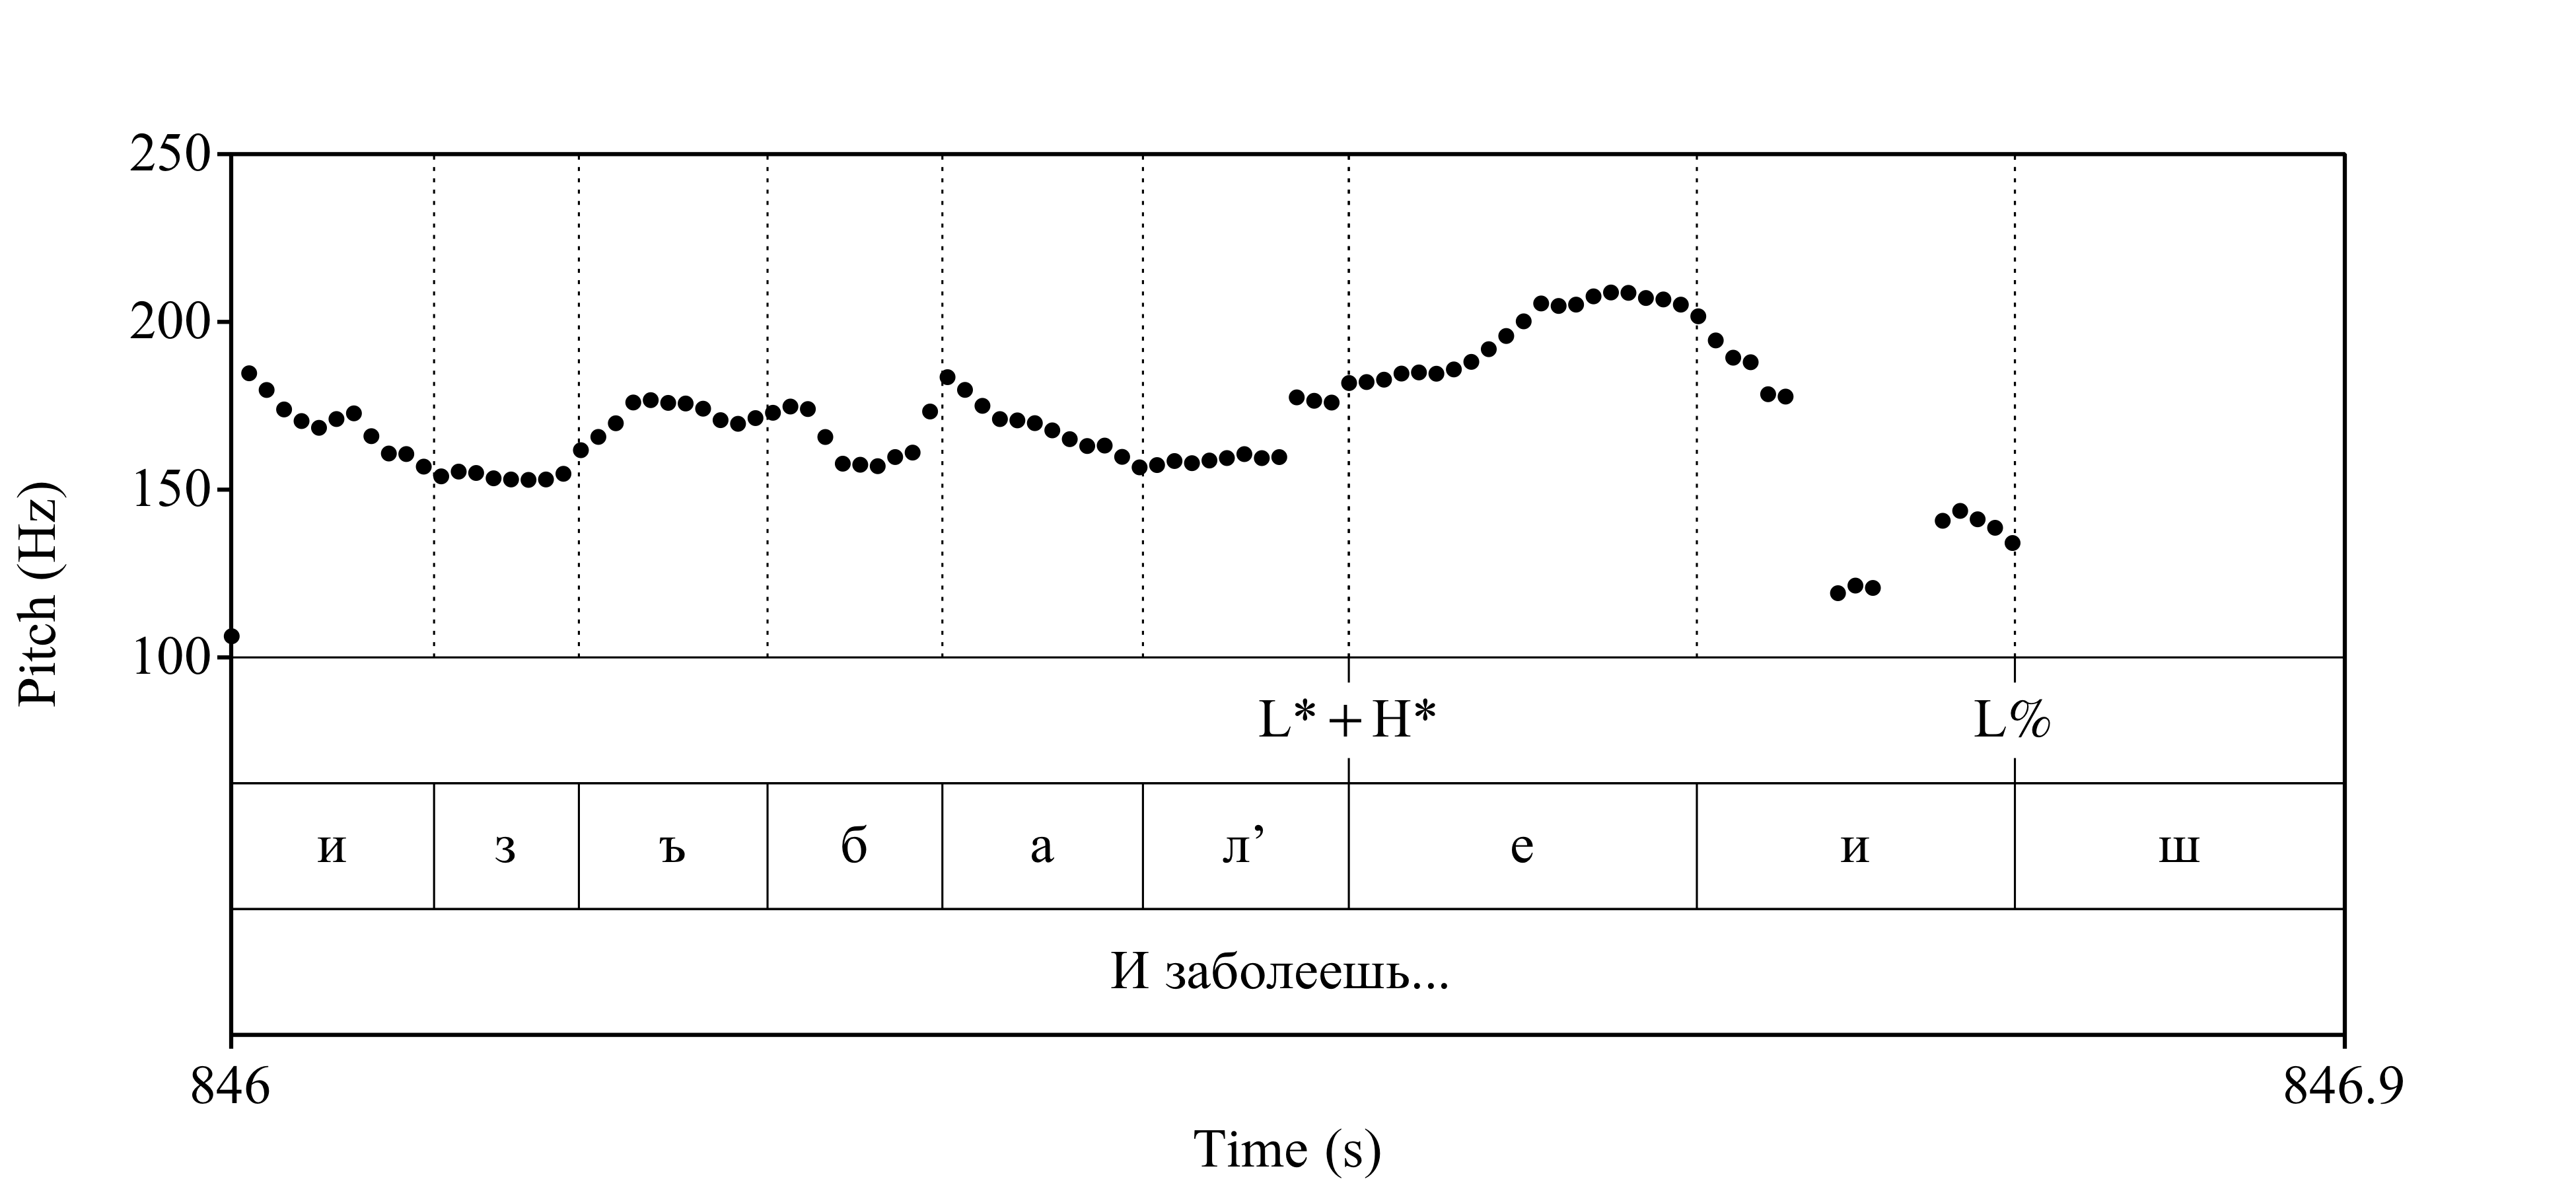 250
200
150
100
Pitch (Hz)
L* + H* L%
и з ъ б а л’ е и ш
И заболеешь...
846 846.9
Time (s)